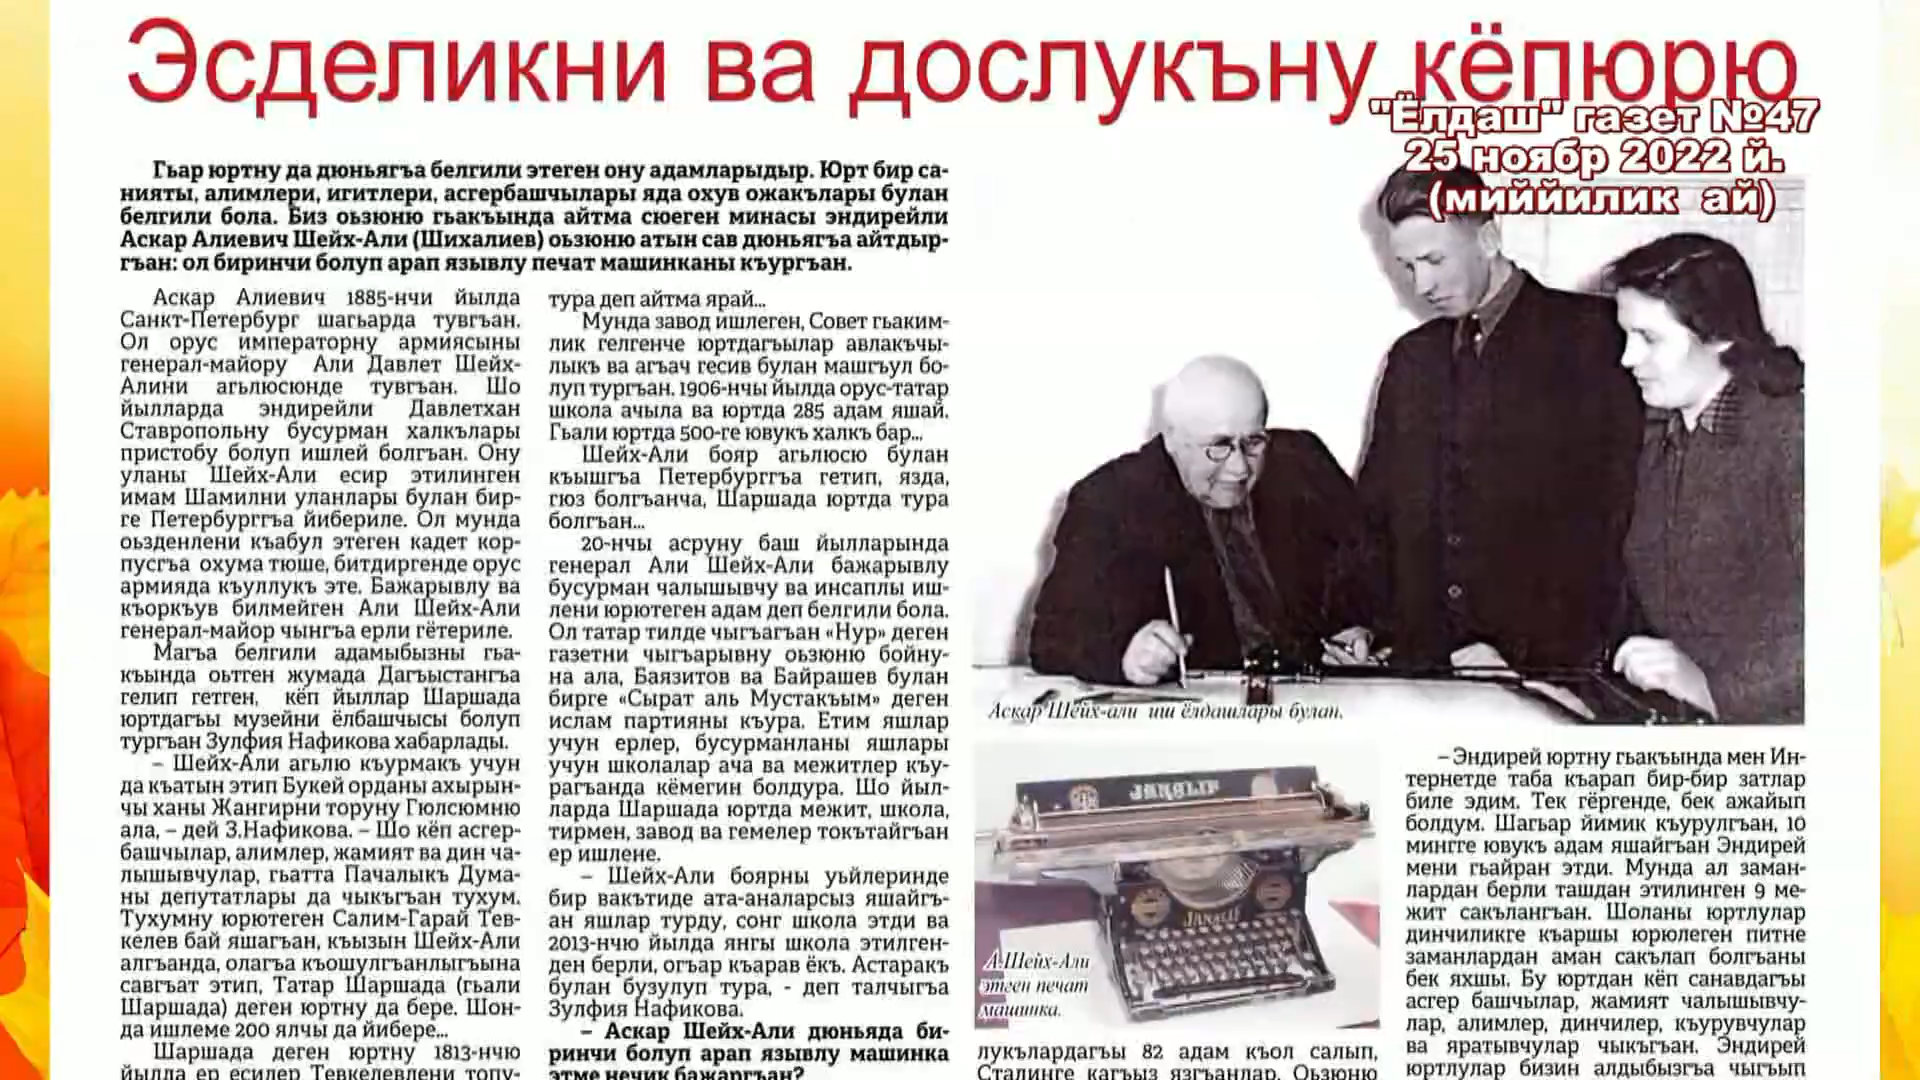 Эсделикни ва дослукъну кёпюрю
"Ёлдаш" газет №47
25 ноябр 2022 й.
(миййилик ай)
Гьар юртну да дюньягъа белгили этеген ону адамларыдыр. Юрт бир са-
нияты, алимлери, игитлери, асгербашчылары яда охув ожакълары булан
белгили бола. Биз оьзюню гьакъында айтма сюеген минасы эндирейли
Аскар Алиевич Шейх-Али (Шихалиев) оьзюню атын сав дюньягъа айтдыр-
гъан: ол биринчи болуп арап язывлу печат машинканы къургъан.
Аскар Алиевич 1885-нчи йылда
Санкт-Петербург шагьарда тувгъан.
Ол орус императорну армиясыны
генерал-майору Али Давлет Шейх-
Алини агьлюсюнде тувгъан. Шо
йылларда эндирейли Давлетхан
Ставропольну бусурман халкълары
приставу болуп ишлей болгъан. Ону
уланы Шейх-Али есир этилинген
имам Шамилни уланлары булан бир-
ге Петербурггъа йибериле. Ол мунда
оьзденлени къабул этеген кадет кор-
пусгъа охума тюше, битдиргенде орус
армияда къуллукъ эте. Бажарывлу ва
къоркъув билмейген Али Шейх-Али
генерал-майор чынгъа ерли гётериле.
Магъа белгили адамыбызны гьа-
къында оьтген жумада Дагъыстангъа
гелип гетген, кёп йыллар Шаршада
юртдагъы музейни ёлбашчысы болуп
тургъан Зулфия Нафикова хабарлады.
– Шейх-Али агьлю къурмакъ учун
да къатын этип Букей орданы ахырын-
чы ханы Жангирни торуну Гюлсюмню
ала, – дей З.Нафикова. – Шо кёп асгер-
башчылар, алимлер, жамият ва дин ча-
лышывчулар, гьатта Пачалыкъ Дума-
ны депутатлары да чыкъгъан тухум.
Тухумну юрютеген Салим-Гарай Тев-
келев бай яшагъан, къызын Шейх-Али
алгъанда, олагъа къошулгъанлыгъына
савгъат этип, Татар Шаршада (гьали
Шаршада) деген юртну да бере. Шон-
да ишлеме 200 ялчы да йибере...
Шаршада деген юртну 1813-нчю
йылда ер есилер Тевкелевлени топу-
тура деп айтма ярай...
Мунда завод ишлеген, Совет гьаким-
лик гелгенче юртдагъылар авлакъчы-
лыкъ ва агъач гесив булан машгъул бо-
луп тургъан. 1906-нчы йылда орус-татар
школа ачыла ва юртда 285 адам яшай.
Гьали юртда 500-ге ювукъ халкъ бар...
Шейх-Али бояр агьлюсю булан
къышгъа Петербурггъа гетип, язда,
гюз болгъанча, Шаршада юртда тура
болгъан...
20-нчы асруну баш йылларында
генерал Али Шейх-Али бажарывлу
бусурман чалышывчу ва инсаплы иш-
лени юрютеген адам деп белгили бола.
Ол татар тилде чыгъагъан «Нур» деген
газетни чыгъарывну оьзюню бойну-
на ала, Баязитов ва Байрашев булан
бирге «Сырат аль Мустакъым» деген
ислам партияны къура. Етим яшлар
учун ерлер, бусурманланы яшлары
учун школалар ача ва межитлер къу-
рагъанда кёмегин болдура. Шо йыл-
ларда Шаршада юртда межит, школа,
тирмен, завод ва гемелер токътайгъан
ер ишлене.
– Шейх-Али боярны уьйлеринде
бир вакътиде ата-аналарсыз яшайгъ-
ан яшлар турду, сонг школа этди ва
2013-нчю йылда янгы школа этилген-
ден берли, огъар къарав ёкъ. Астаракъ
булан бузулуп тура, - деп талчыгъа
Зулфия Нафикова.
– Аскар Шейх-Али дюньяда би-
ринчи болуп арап язывлу машинка
этме нечик бажаргъан?
Аскар Шейх-али иш ёлдашлары булан.
JANALIF
JANALIF
А.Шейх-Али
этген печат
машинка.
лукълардагъы 82 адам къол салып,
Сталинге кагъыз язгъанлар. Оьзюню
– Эндирей юртну гьакъында мен Ин-
тернетде таба къарап бир-бир затлар
биле эдим. Тек гёргенде, бек ажайып
болдум. Шагьар йимик къурулгъан, 10
мингге ювукъ адам яшайгъан Эндирей
мени гьайран этди. Мунда ал заман-
лардан берли ташдан этилинген 9 ме-
жит сакълангъан. Шоланы юртлулар
динчиликге къаршы юрюлеген питне
заманлардан аман сакълап болгъаны
бек яхшы. Бу юртдан кёп санавдагъы
асгер башчылар, жамият чалышывчу-
лар, алимлер, динчилер, къурувчулар
ва яратывчулар чыкъгъан. Эндирей
юртлулар бизин алдыбызгъа чыгъып